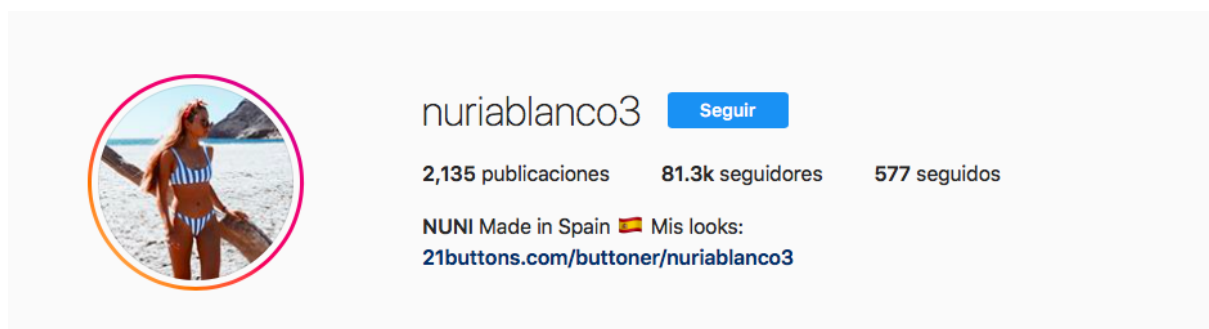 nuriablanco3 Seguir
2,135 publicaciones 81.3k seguidores 577 seguidos
NUNI Made in Spain 🇪🇸 Mis looks:
21buttons.com/buttoner/nuriablanco3